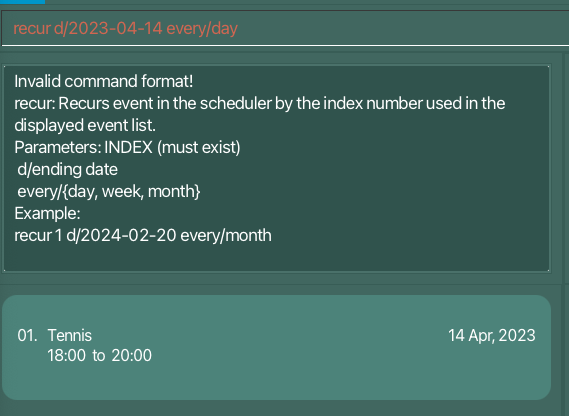 recur d/2023-04-14 every/day
Invalid command format!
recur: Recurs event in the scheduler by the index number used in the
displayed event list.
Parameters: INDEX (must exist)
d/ending date
every/{day, week, month}
Example:
recur 1 d/2024-02-20 every/month
01. Tennis 14 Apr, 2023
18:00 to 20:00